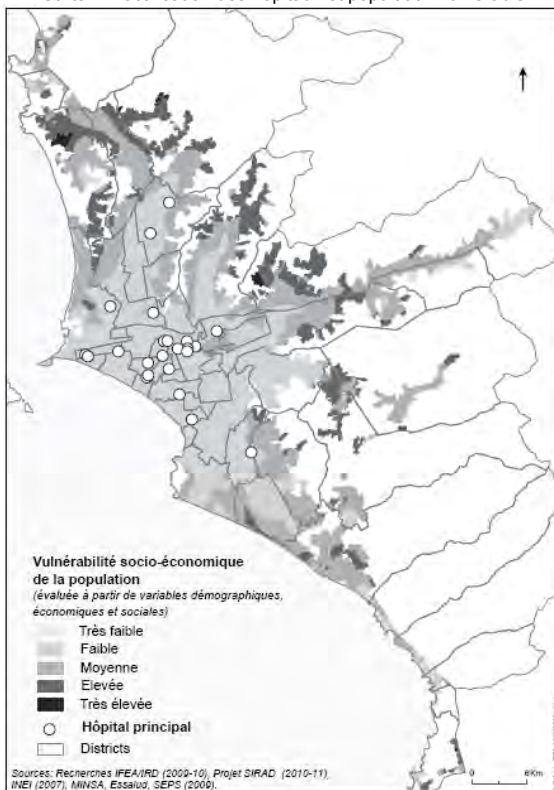 Vulnérabilité socio-économique
de la population
(évaluée à partir de variables démographiques,
économiques et sociales)
Très faible
Faible
Moyenne
Elevée
Très élevée
Hôpital principal
Districts
Sources: Recherches IFEA/IRD (2009-10), Projet SIRAD (2010-11),
INEI (2007), MINSA, Essalud, SEPS (2009).
0 6Km